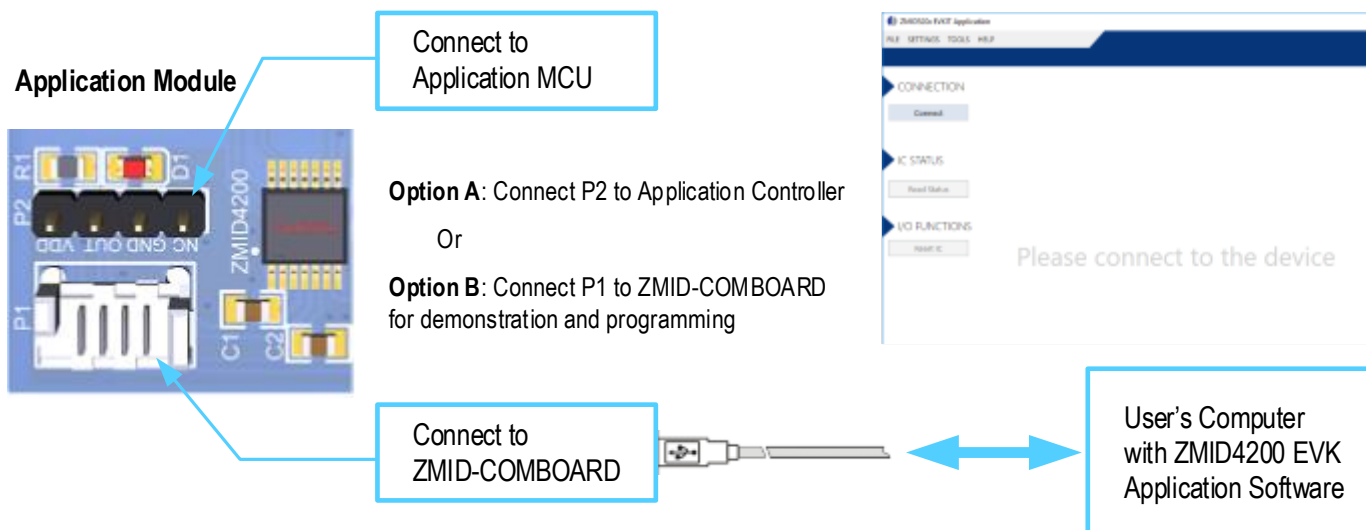 Application Module
Connect to
Application MCU
R1
D1
P2
VDD
OUT
GND
NC
ZMID4200
P1
C1
C2
Option A: Connect P2 to Application Controller
Or
Option B: Connect P1 to ZMID-COMBOARD
for demonstration and programming
Connect to
ZMID-COMBOARD
EVKIT Application
FILE SETTINGS TOOLS HELP
CONNECTION
Connect
IC STATUS
Read Status
I/O FUNCTIONS
Reset IC
Please connect to the device
User's Computer
with ZMID4200 EVK
Application Software